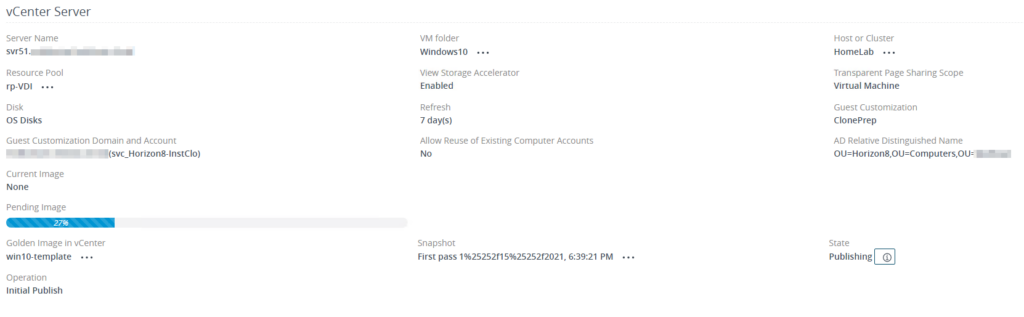 vCenter Server
Server Name
VM folder
Host or Cluster
svr51.
Windows10 •••
HomeLab •••
Resource Pool
View Storage Accelerator
Transparent Page Sharing Scope
rp-VDI •••
Enabled
Virtual Machine
Disk
Refresh
Guest Customization
OS Disks
7 day(s)
ClonePrep
Guest Customization Domain and Account
Allow Reuse of Existing Computer Accounts
AD Relative Distinguished Name
(svc_Horizon8-InstClo)
No
OU=Horizon8,OU=Computers,OU=
Current Image
None
Pending Image
27%
Golden Image in vCenter
Snapshot
State
win10-template •••
First pass 1%25252f15%25252f2021, 6:39:21 PM •••
Publishing
Operation
Initial Publish